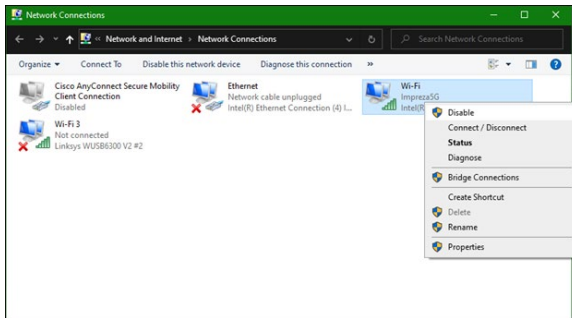 Network Connections
« Network and Internet › Network Connections
Search Network Connections
Organize
Connect To
Disable this network device
Diagnose this connection
»
Cisco AnyConnect Secure Mobility
Client Connection
Disabled
Ethernet
Network cable unplugged
Intel(R) Ethernet Connection (4) I...
Wi-Fi
Impreza5G
Intel(R)
Wi-Fi 3
Not connected
Linksys WUSB6300 V2 #2
Disable
Connect / Disconnect
Status
Diagnose
Bridge Connections
Create Shortcut
Delete
Rename
Properties